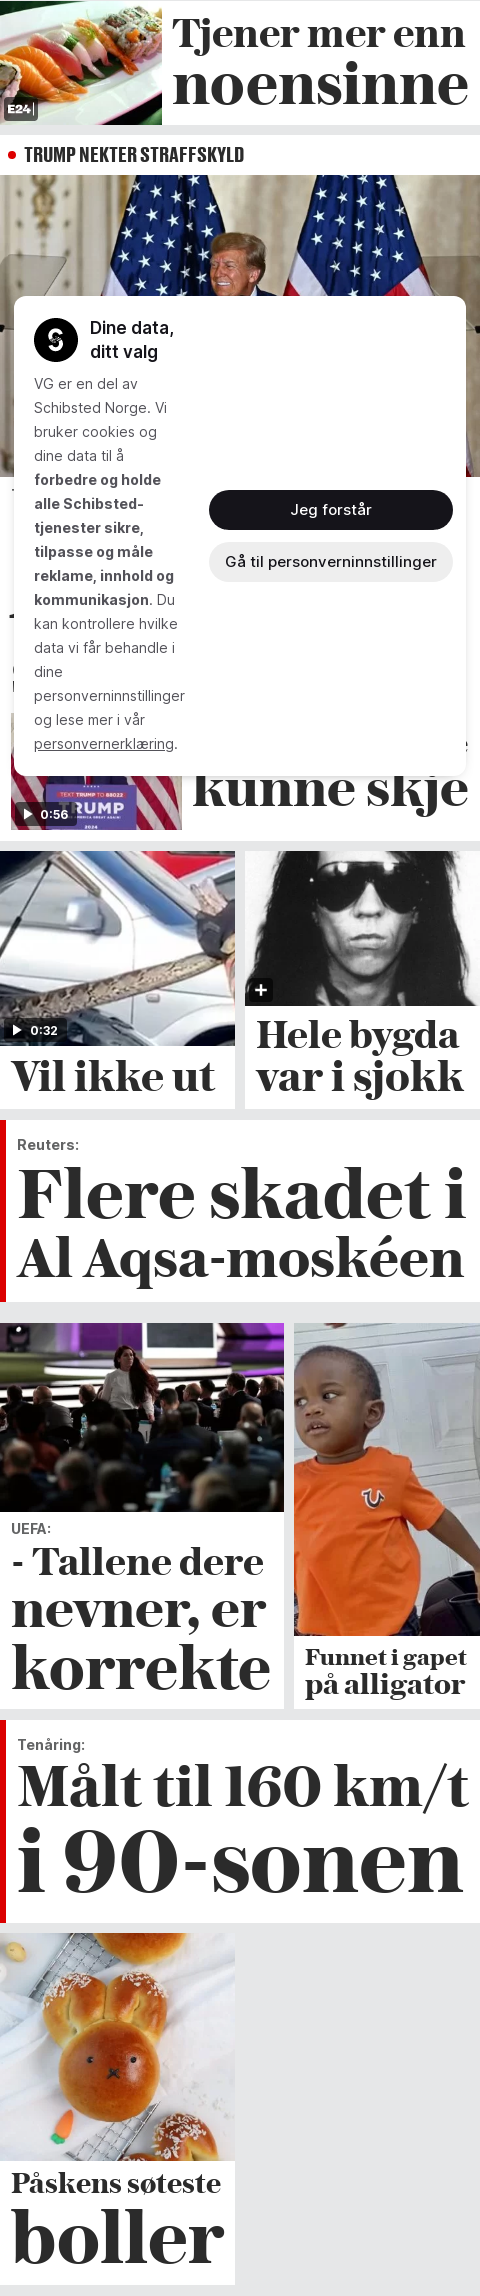 Tjener mer enn
noensinne
E24
TRUMP NEKTER STRAFFSKYLD
Dine data,
ditt valg
VG er en del av
Schibsted Norge. Vi
bruker cookies og
dine data til å
forbedre og holde
alle Schibsted-
tjenester sikre,
tilpasse og måle
reklame, innhold og
kommunikasjon. Du
kan kontrollere hvilke
data vi får behandle i
dine
personverninnstillinger
og lese mer i vår
personvernerklæring.
Jeg forstår
Gå til personverninnstillinger
kunne skje
TEXT TRUMP TO 88022
TRUMP
0:56
0:32
Vil ikke ut
Hele bygda
var i sjokk
Reuters:
Flere skadet i
Al Aqsa-moskéen
UEFA:
- Tallene dere
nevner, er
korrekte
Funnet i gapet
på alligator
Tenåring:
Målt til 160 km/t
i 90-sonen
Påskens søteste
boller